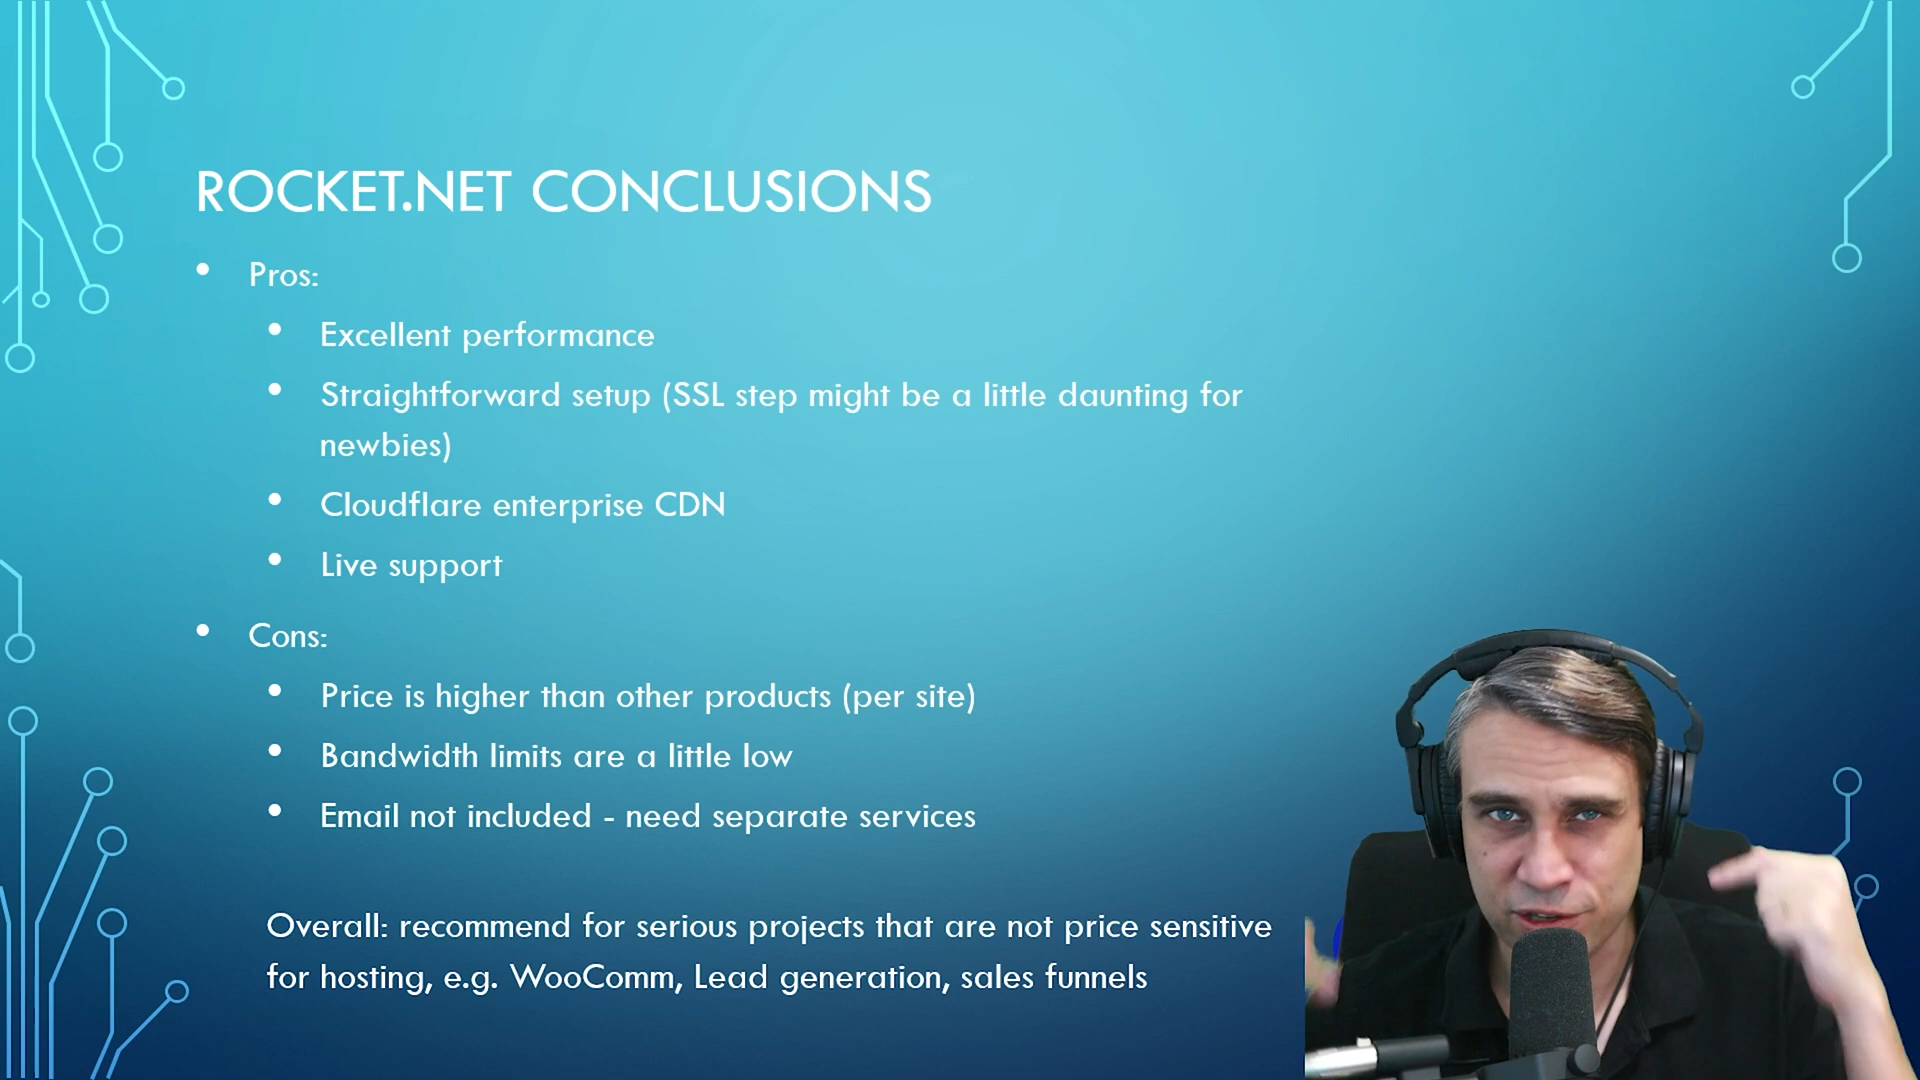 ROCKET.NET CONCLUSIONS
• Pros:
• Excellent performance
• Straightforward setup (SSL step might be a little daunting for
newbies)
• Cloudflare enterprise CDN
• Live support
• Cons:
• Price is higher than other products (per site)
• Bandwidth limits are a little low
• Email not included - need separate services
Overall: recommend for serious projects that are not price sensitive
for hosting, e.g. WooComm, Lead generation, sales funnels